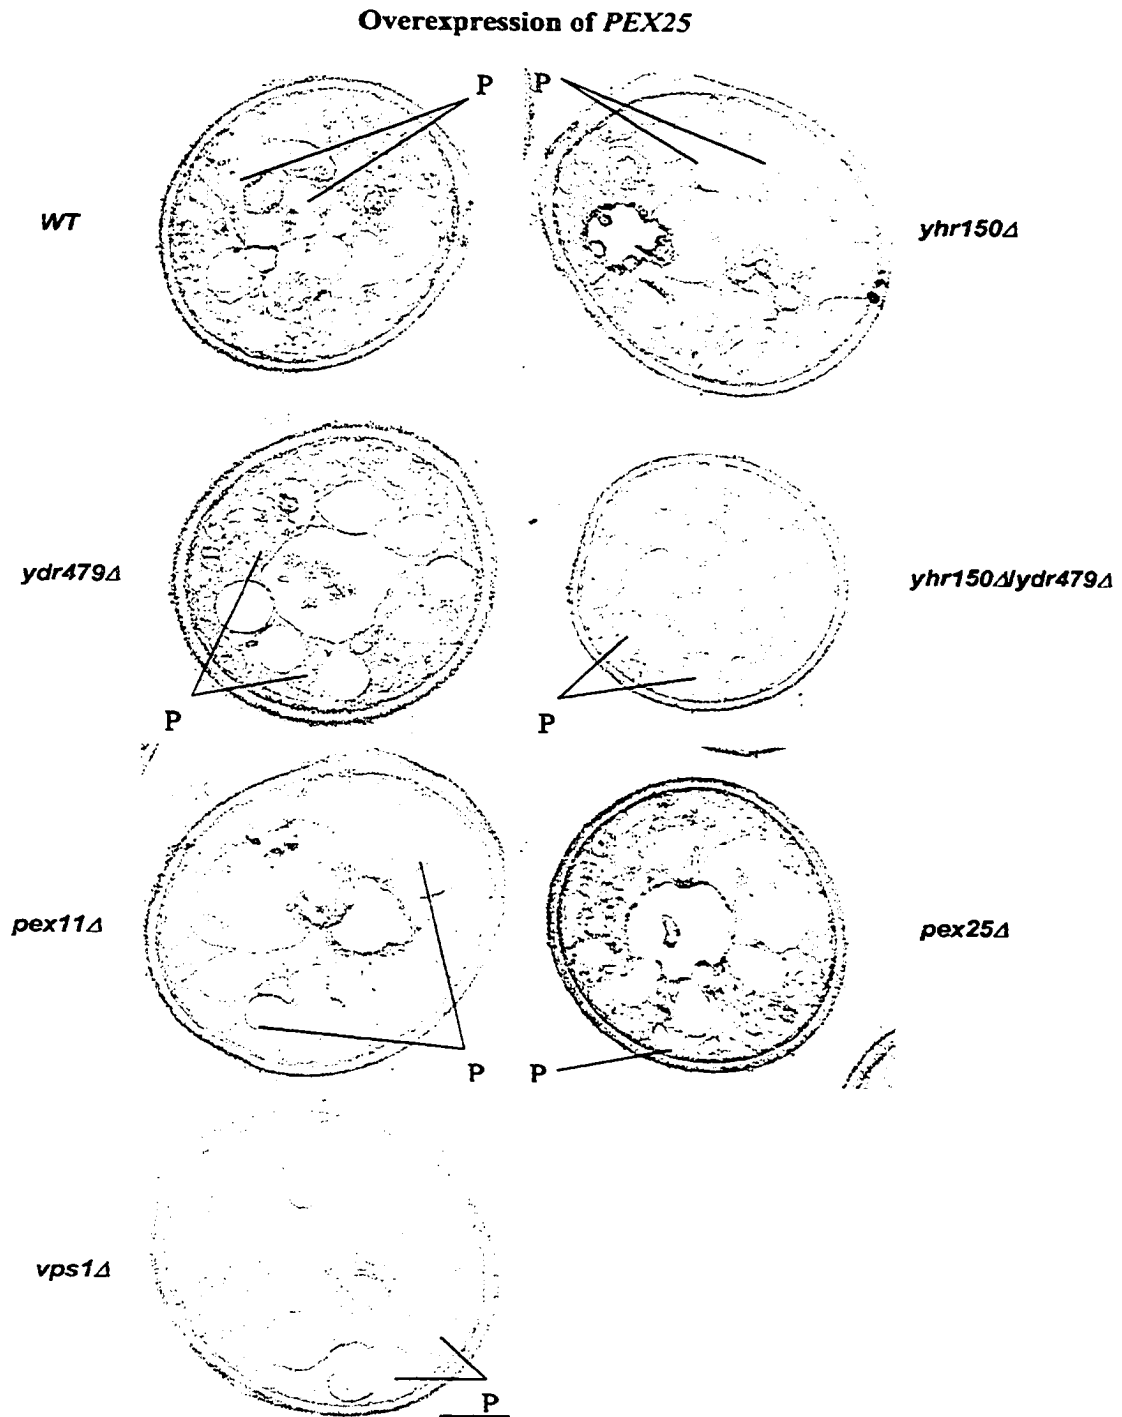 Overexpression of PEX25
P P
WT yhr150Δ
ydr479Δ yhr150Δ/ydr479Δ
P P
pex11Δ pex25Δ
P P
vps1Δ
P